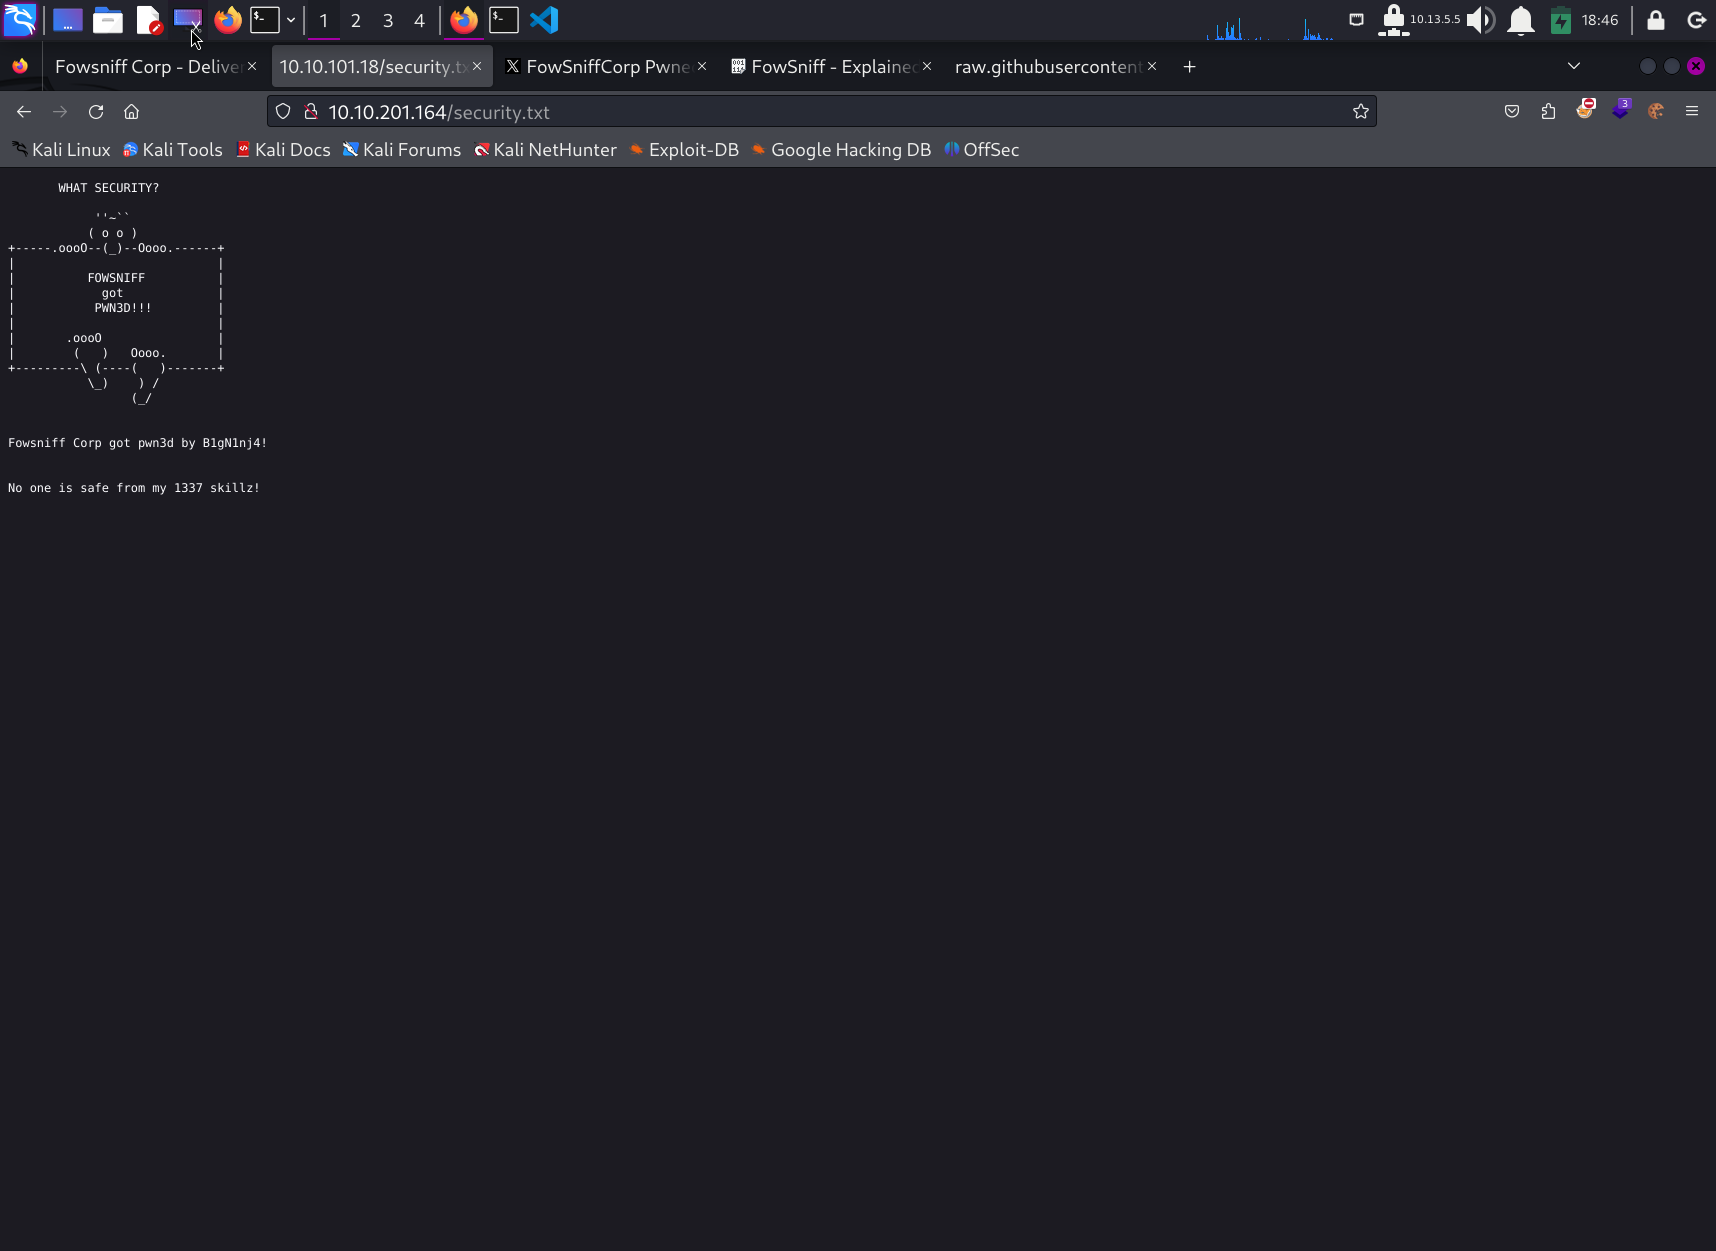 1 2 3 4 10.13.5.5 18:46
Fowsniff Corp - Delive 10.10.101.18/security.tx FowSniffCorp Pwne FowSniff - Explained raw.githubusercontent
10.10.201.164/security.txt 3
Kali Linux Kali Tools Kali Docs Kali Forums Kali NetHunter Exploit-DB Google Hacking DB OffSec
       WHAT SECURITY?
            ''~``
           ( o o )
+-----.oooO--(_)--Oooo.------+
|                            |
|          FOWSNIFF          |
|            got             |
|           PWN3D!!!         |
|                            |
|       .oooO                |
|        (   )   Oooo.       |
+---------\ (----(   )-------+
           \_)    ) /
                 (_/
Fowsniff Corp got pwn3d by B1gN1nj4!
No one is safe from my 1337 skillz!